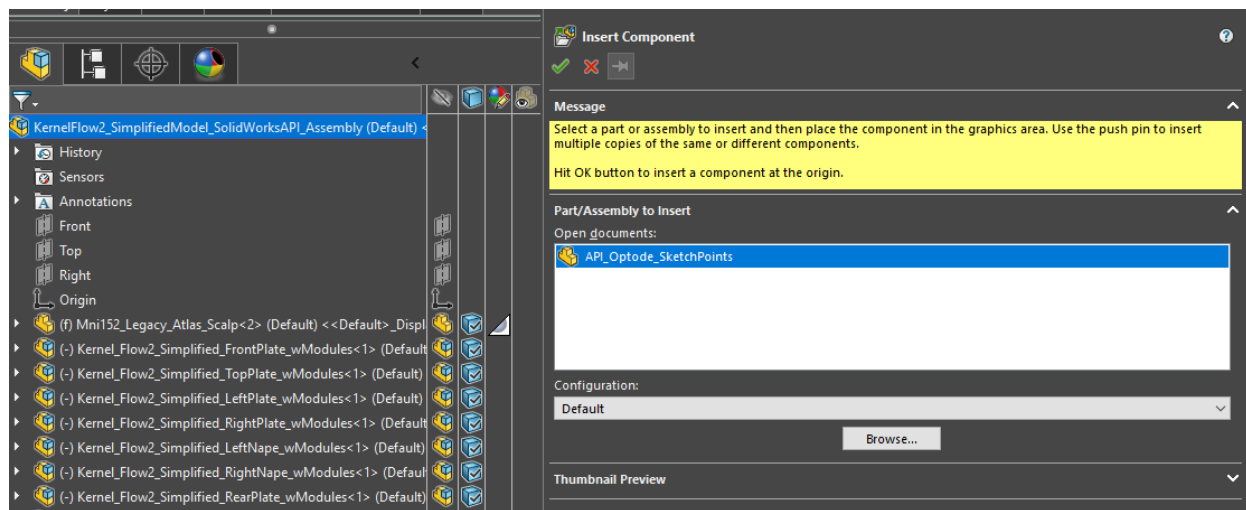 KernelFlow2_SimplifiedModel_SolidWorksAPI_Assembly (Default) <
History
Sensors
A Annotations
Front
Top
Right
Origin
(f) Mni152_Legacy_Atlas_Scalp<2> (Default) <<Default>_Displ
(-) Kernel_Flow2_Simplified_FrontPlate_wModules<1> (Default
(-) Kernel_Flow2_Simplified_TopPlate_wModules<1> (Default)
(-) Kernel_Flow2_Simplified_LeftPlate_wModules<1> (Default)
(-) Kernel_Flow2_Simplified_RightPlate_wModules<1> (Default
(-) Kernel_Flow2_Simplified_LeftNape_wModules<1> (Default)
(-) Kernel_Flow2_Simplified_RightNape_wModules<1> (Defaul
(-) Kernel_Flow2_Simplified_RearPlate_wModules<1> (Default)
Insert Component
?
Message
Select a part or assembly to insert and then place the component in the graphics area. Use the push pin to insert
multiple copies of the same or different components.
Hit OK button to insert a component at the origin.
Part/Assembly to Insert
Open documents:
API_Optode_SketchPoints
Configuration:
Default
Browse...
Thumbnail Preview